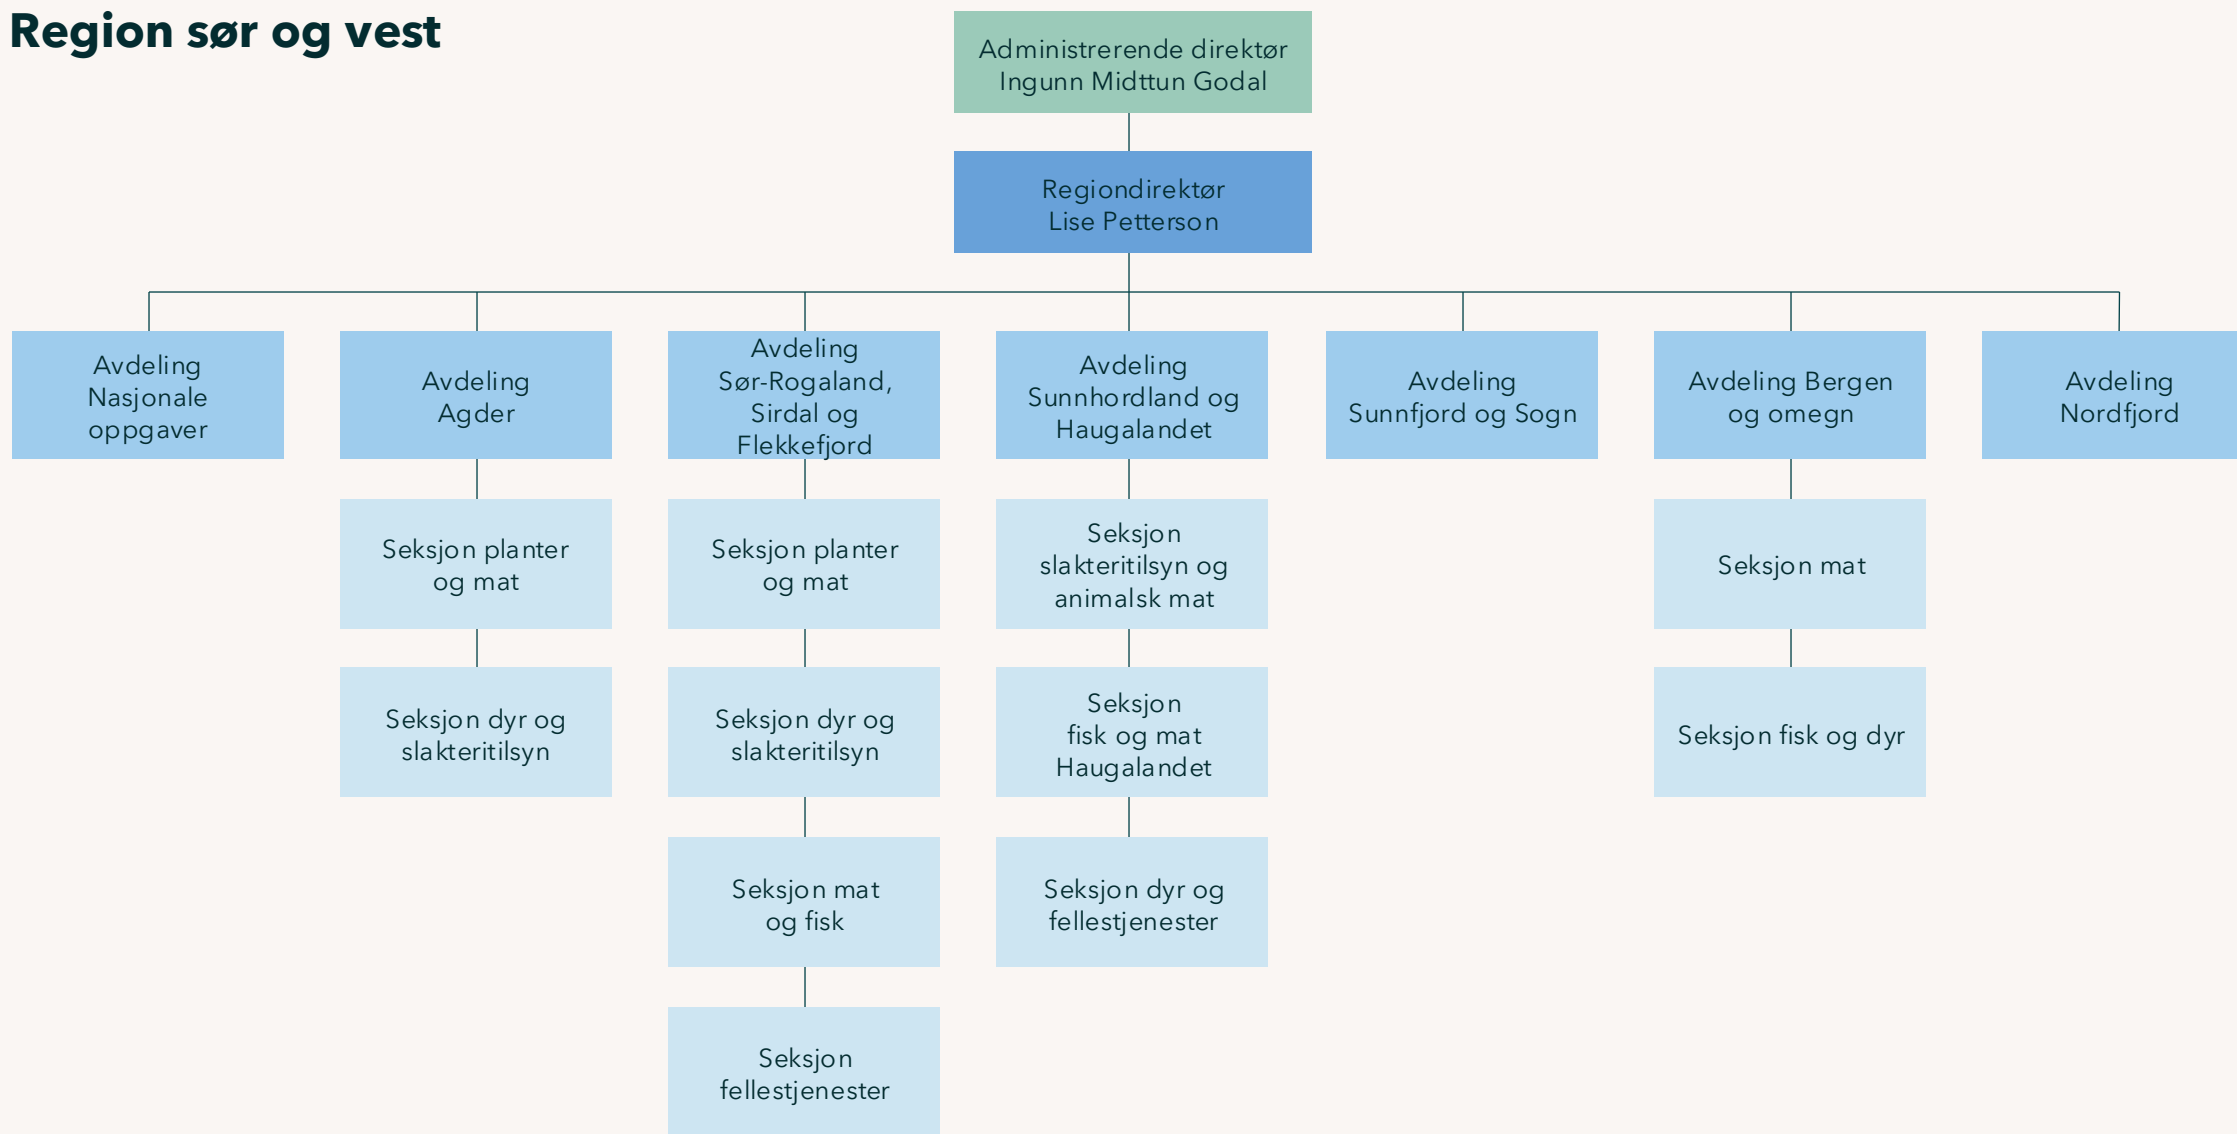 Region sør og vest
Administrerende direktør
Ingunn Midttun Godal
Regiondirektør
Lise Petterson
Avdeling
Nasjonale
oppgaver
Avdeling
Agder
Avdeling
Sør-Rogaland,
Sirdal og
Flekkefjord
Avdeling
Sunnhordland og
Haugalandet
Avdeling
Sunnfjord og Sogn
Avdeling Bergen
og omegn
Avdeling
Nordfjord
Seksjon planter
og mat
Seksjon planter
og mat
Seksjon
slakteritilsyn og
animalsk mat
Seksjon mat
Seksjon dyr og
slakteritilsyn
Seksjon dyr og
slakteritilsyn
Seksjon
fisk og mat
Haugalandet
Seksjon fisk og dyr
Seksjon mat
og fisk
Seksjon dyr og
fellestjenester
Seksjon
fellestjenester